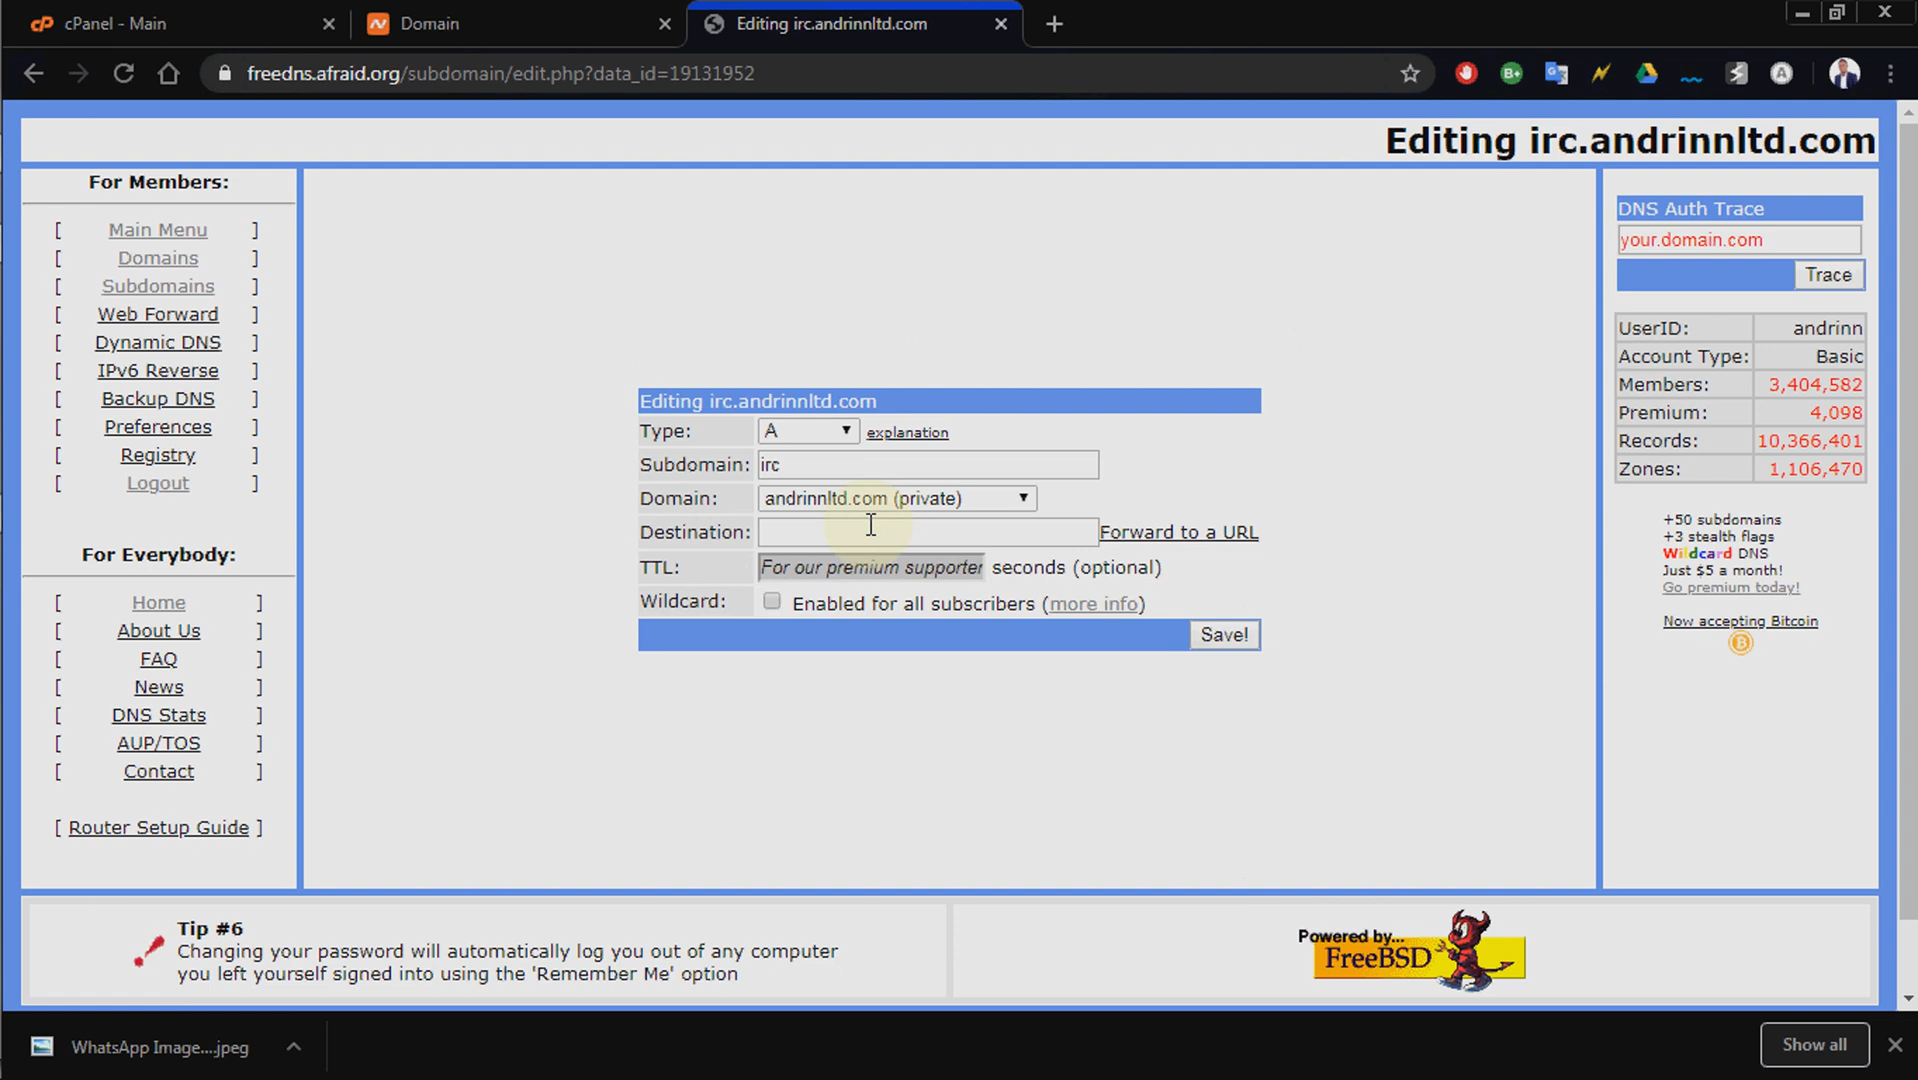 cPanel - Main
Domain
Editing irc.andrinnltd.com
freedns.afraid.org/subdomain/edit.php?data_id=19131952
Editing irc.andrinnltd.com
For Members:
[ Main Menu ]
[ Domains ]
[ Subdomains ]
[ Web Forward ]
[ Dynamic DNS ]
[ IPv6 Reverse ]
[ Backup DNS ]
[ Preferences ]
[ Registry ]
[ Logout ]
For Everybody:
[ Home ]
[ About Us ]
[ FAQ ]
[ News ]
[ DNS Stats ]
[ AUP/TOS ]
[ Contact ]
[ Router Setup Guide ]
Editing irc.andrinnltd.com
Type: A explanation
Subdomain: irc
Domain: andrinnltd.com (private)
Destination: Forward to a URL
TTL: For our premium supporter seconds (optional)
Wildcard: Enabled for all subscribers (more info)
Save!
DNS Auth Trace
your.domain.com
Trace
UserID: andrinn
Account Type: Basic
Members: 3,404,582
Premium: 4,098
Records: 10,366,401
Zones: 1,106,470
+50 subdomains
+3 stealth flags
Wildcard DNS
Just $5 a month!
Go premium today!
Now accepting Bitcoin
Tip #6
Changing your password will automatically log you out of any computer
you left yourself signed into using the 'Remember Me' option
Powered by...
FreeBSD
WhatsApp Image....jpeg
Show all